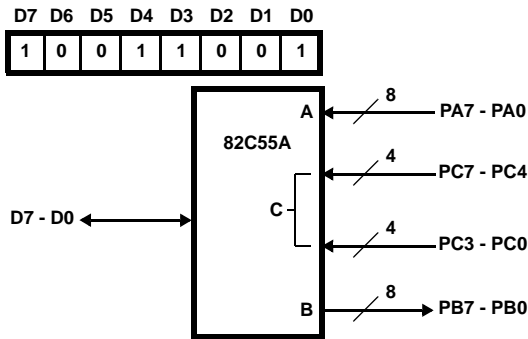 D7 D6 D5 D4 D3 D2 D1 D0
1 0 0 1 1 0 0 1
A 8 PA7 - PA0
82C55A
4 PC7 - PC4
C
D7 - D0
4 PC3 - PC0
B 8 PB7 - PB0